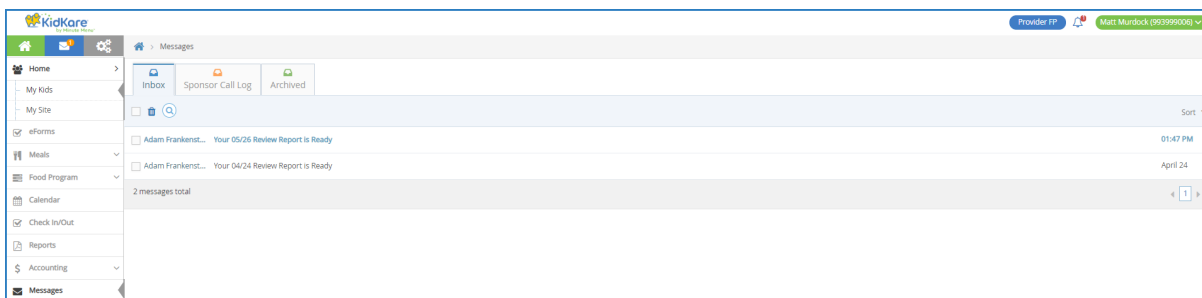 KidKare
by Minute Menu
Provider FP
Matt Murdock (993999006)
Messages
Home
My Kids
My Site
eForms
Meals
Food Program
Calendar
Check In/Out
Reports
$ Accounting
Messages
Inbox
Sponsor Call Log
Archived
Sort
Adam Frankenst... Your 05/26 Review Report is Ready 01:47 PM
Adam Frankenst... Your 04/24 Review Report is Ready April 24
2 messages total
1